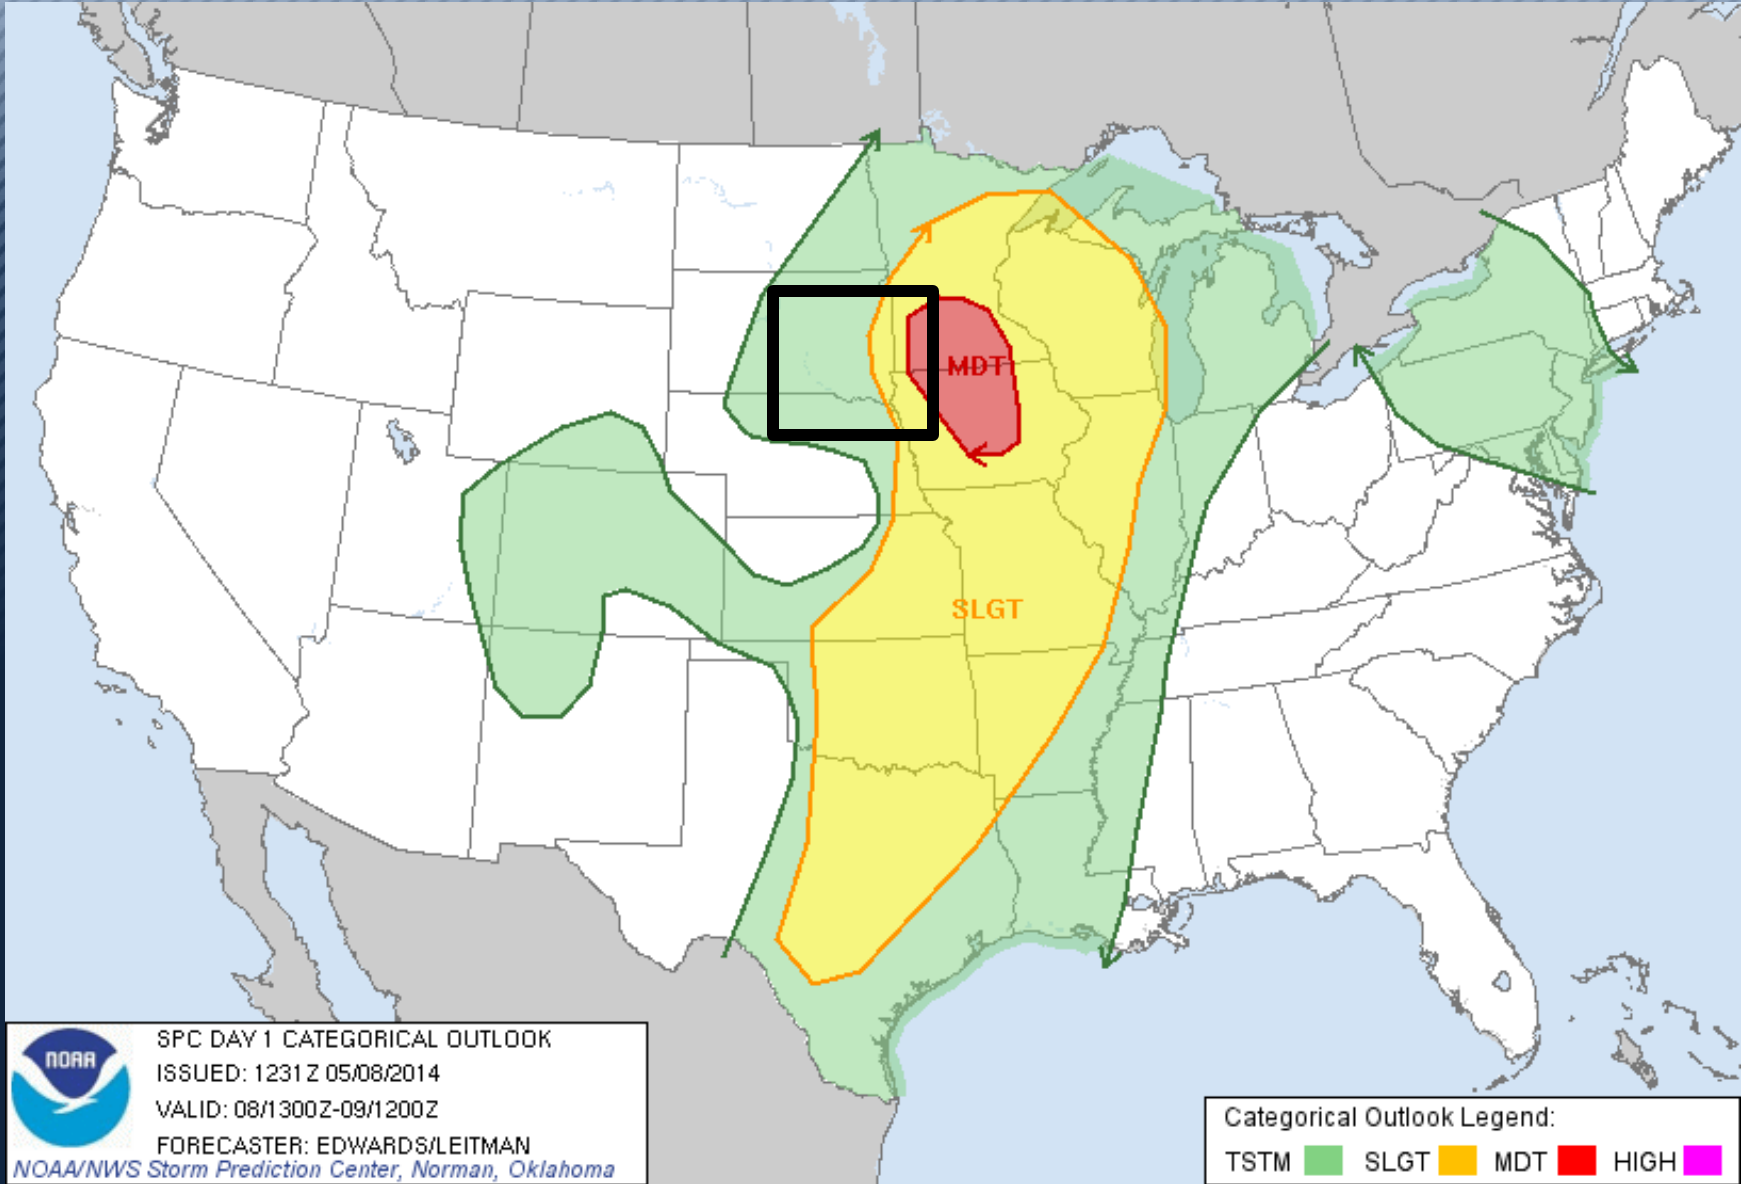 MDT
SLGT
NOAA
SPC DAY 1 CATEGORICAL OUTLOOK
ISSUED: 1231Z 05/08/2014
VALID: 08/1300Z-09/1200Z
FORECASTER: EDWARDS/LEITMAN
NOAA/NWS Storm Prediction Center, Norman, Oklahoma
Categorical Outlook Legend:
TSTM SLGT MDT HIGH